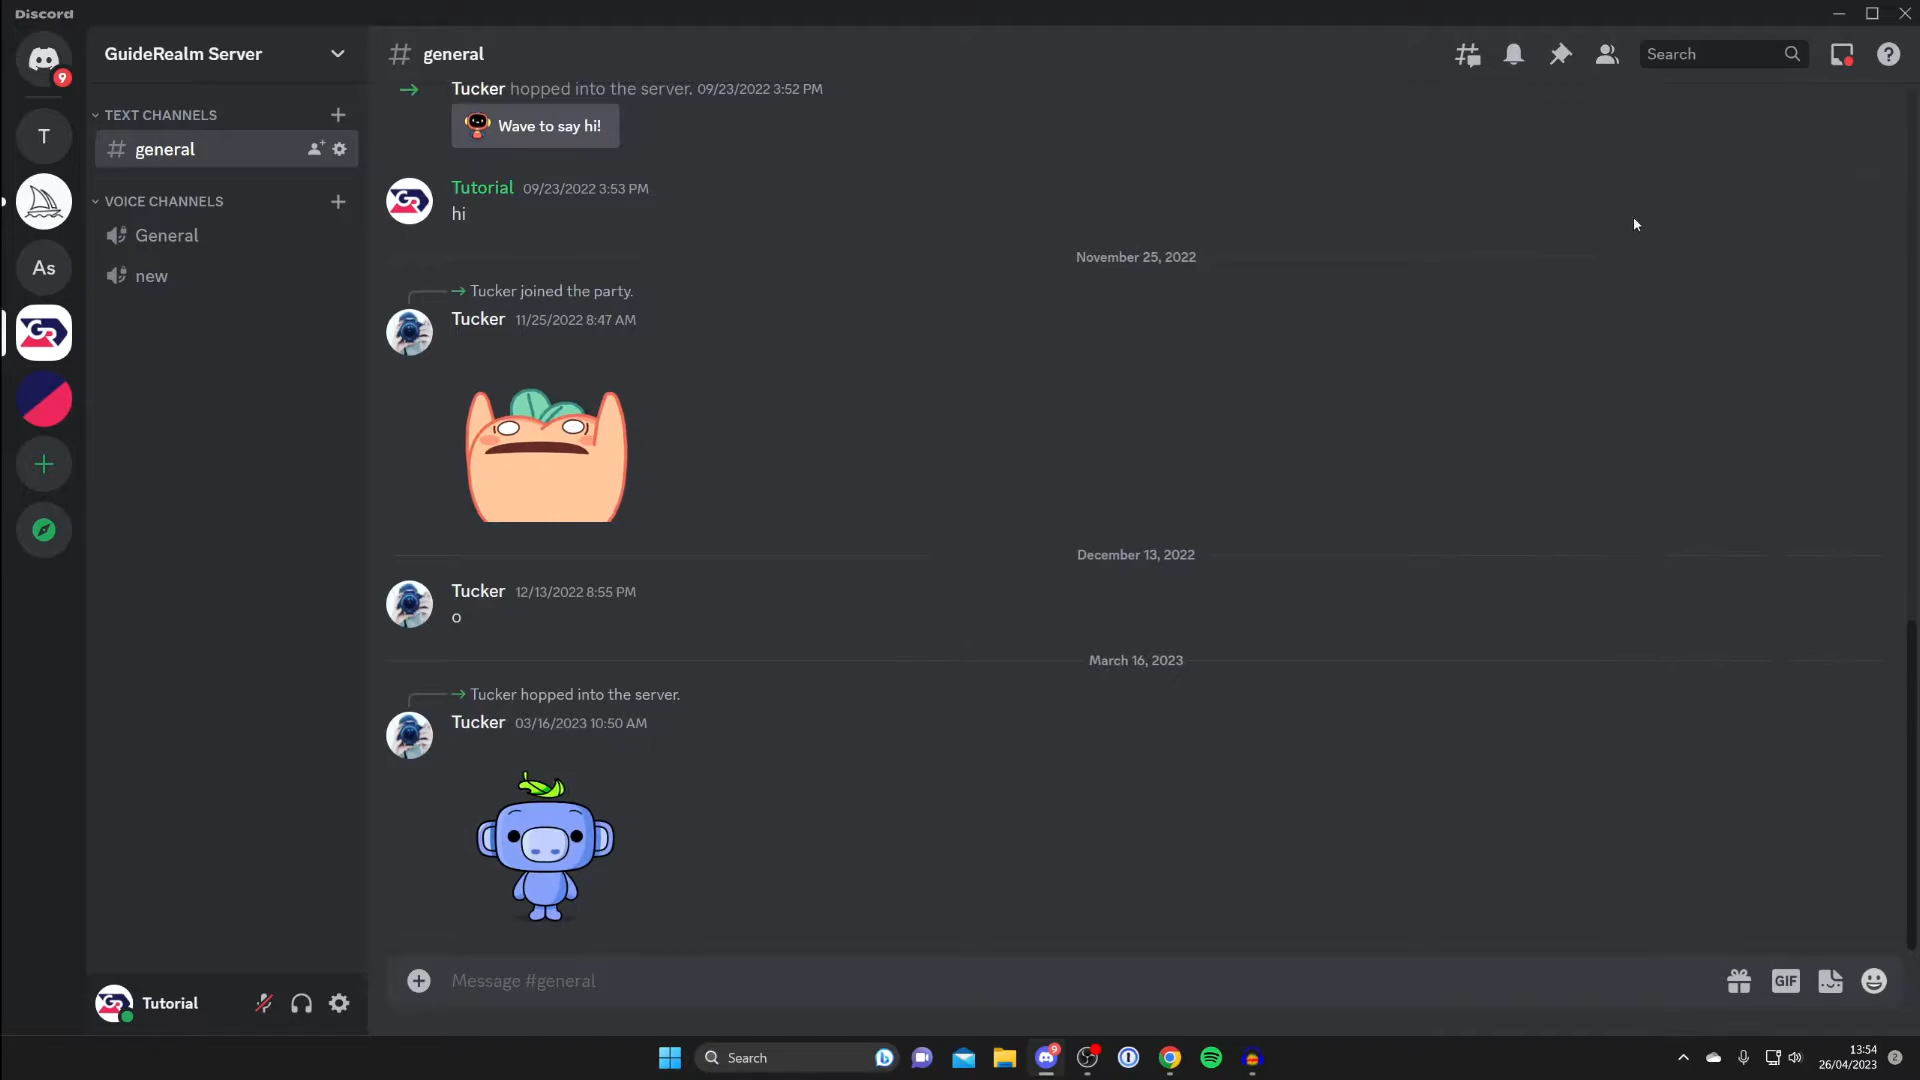 Discord
9
GuideRealm Server
general
Search
T
TEXT CHANNELS
general
VOICE CHANNELS
General
new
As
GR
Tucker hopped into the server. 09/23/2022 3:52 PM
Wave to say hi!
Tutorial 09/23/2022 3:53 PM
hi
November 25, 2022
Tucker joined the party.
Tucker 11/25/2022 8:47 AM
December 13, 2022
Tucker 12/13/2022 8:55 PM
o
March 16, 2023
Tucker hopped into the server.
Tucker 03/16/2023 10:50 AM
Message #general
GIF
Tutorial
Search
9
13:54
26/04/2023
2